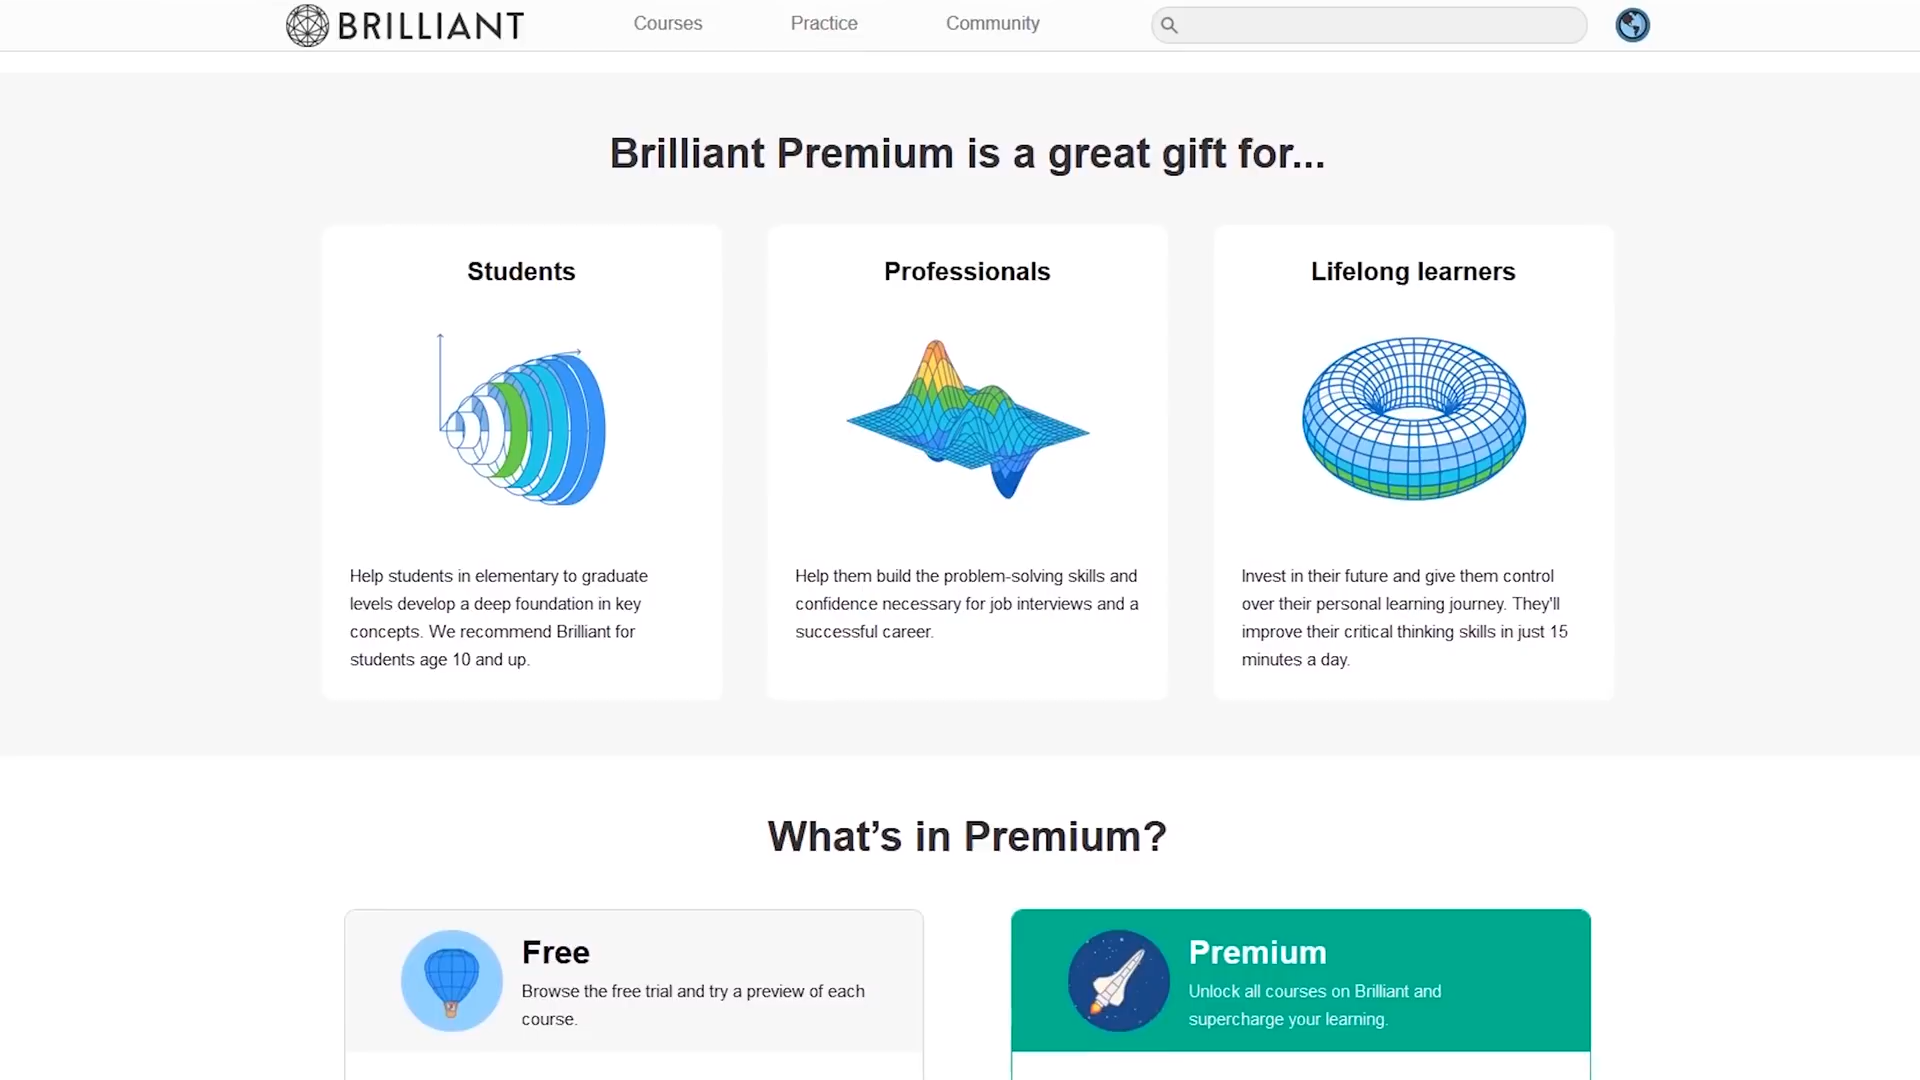 BRILLIANT
Courses
Practice
Community
Brilliant Premium is a great gift for...
Students
Help students in elementary to graduate
levels develop a deep foundation in key
concepts. We recommend Brilliant for
students age 10 and up.
Professionals
Help them build the problem-solving skills and
confidence necessary for job interviews and a
successful career.
Lifelong learners
Invest in their future and give them control
over their personal learning journey. They'll
improve their critical thinking skills in just 15
minutes a day.
What’s in Premium?
Free
Browse the free trial and try a preview of each
course.
Premium
Unlock all courses on Brilliant and
supercharge your learning.